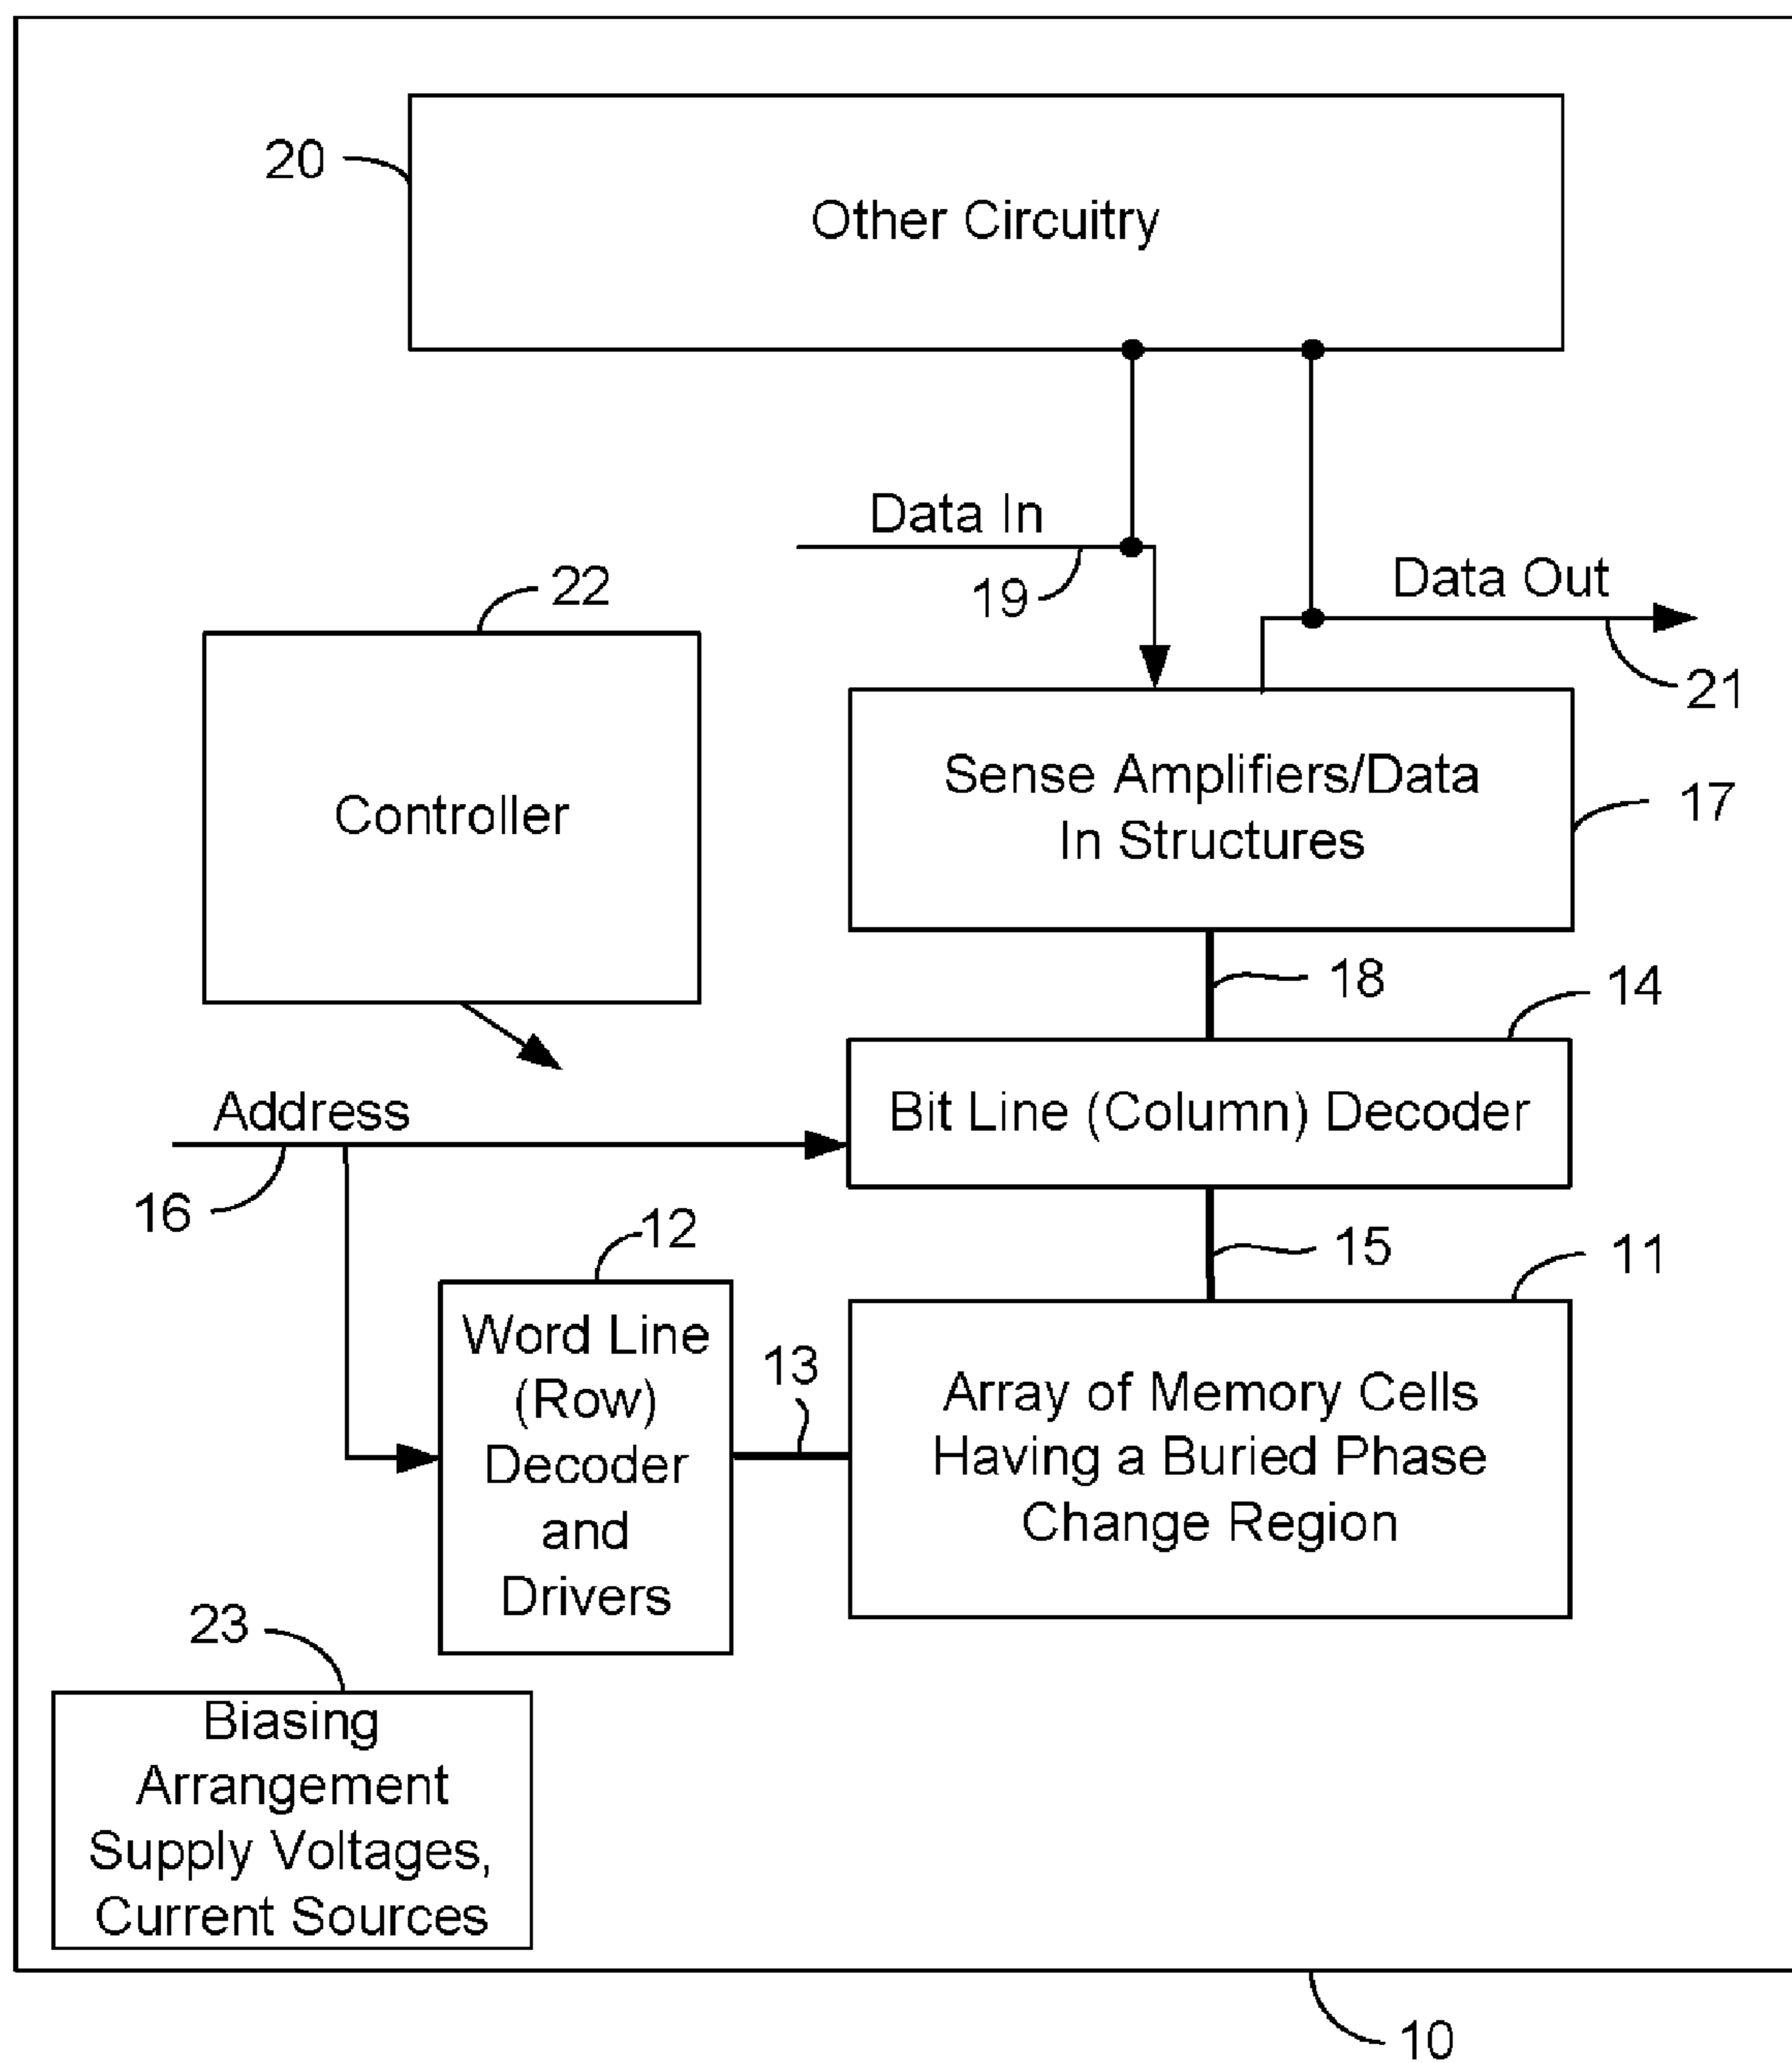 20
Other Circuitry
Data In
19
Data Out
21
22
Controller
Sense Amplifiers/Data
In Structures
17
18
14
Address
16
Bit Line (Column) Decoder
12
15
11
Word Line
(Row)
Decoder
and
Drivers
13
Array of Memory Cells
Having a Buried Phase
Change Region
23
Biasing
Arrangement
Supply Voltages,
Current Sources
10